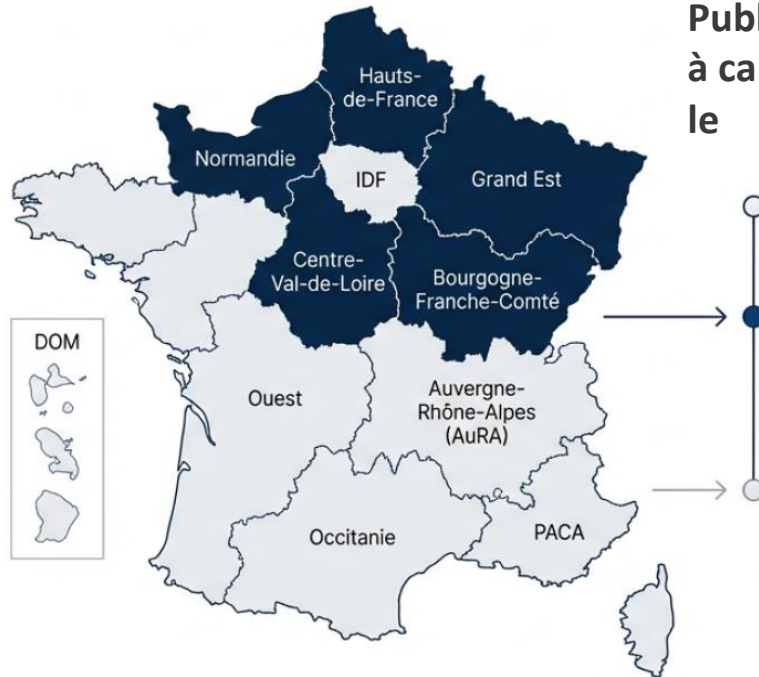 Publ
à ca
le
Hauts-
de-France
Normandie
IDF
Grand Est
Centre-
Val-de-Loire
Bourgogne-
Franche-Comté
DOM
Ouest
Auvergne-
Rhône-Alpes
(AuRA)
Occitanie
PACA